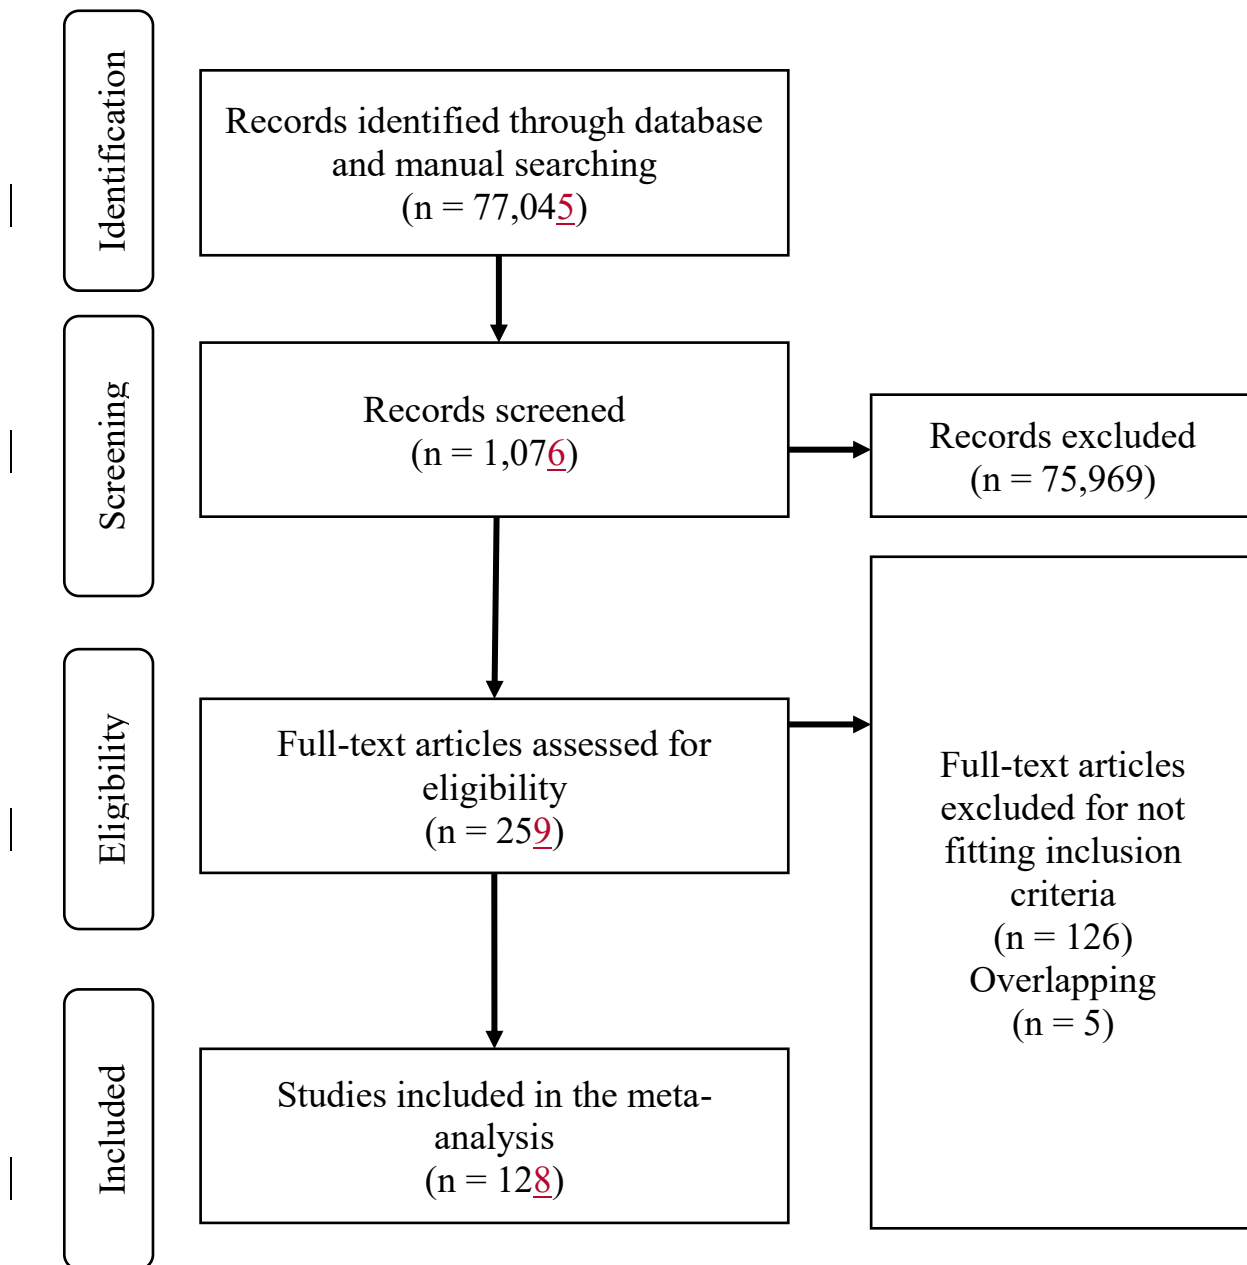 Identification
Records identified through database
and manual searching
(n = 77,045)
Screening
Records screened
(n = 1,076)
Records excluded
(n = 75,969)
Eligibility
Full-text articles assessed for
eligibility
(n = 259)
Full-text articles
excluded for not
fitting inclusion
criteria
(n = 126)
Overlapping
(n = 5)
Included
Studies included in the meta-
analysis
(n = 128)